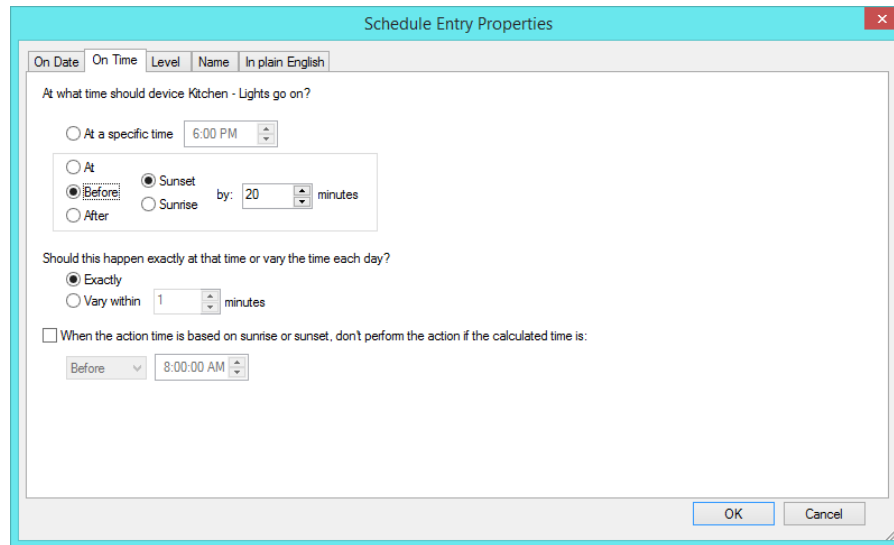 Schedule Entry Properties
On Date On Time Level Name In plain English
At what time should device Kitchen - Lights go on?
At a specific time 6:00 PM
At
Before
After
Sunset
Sunrise
by: 20 minutes
Should this happen exactly at that time or vary the time each day?
Exactly
Vary within 1 minutes
When the action time is based on sunrise or sunset, don't perform the action if the calculated time is:
Before 8:00:00 AM
OK Cancel